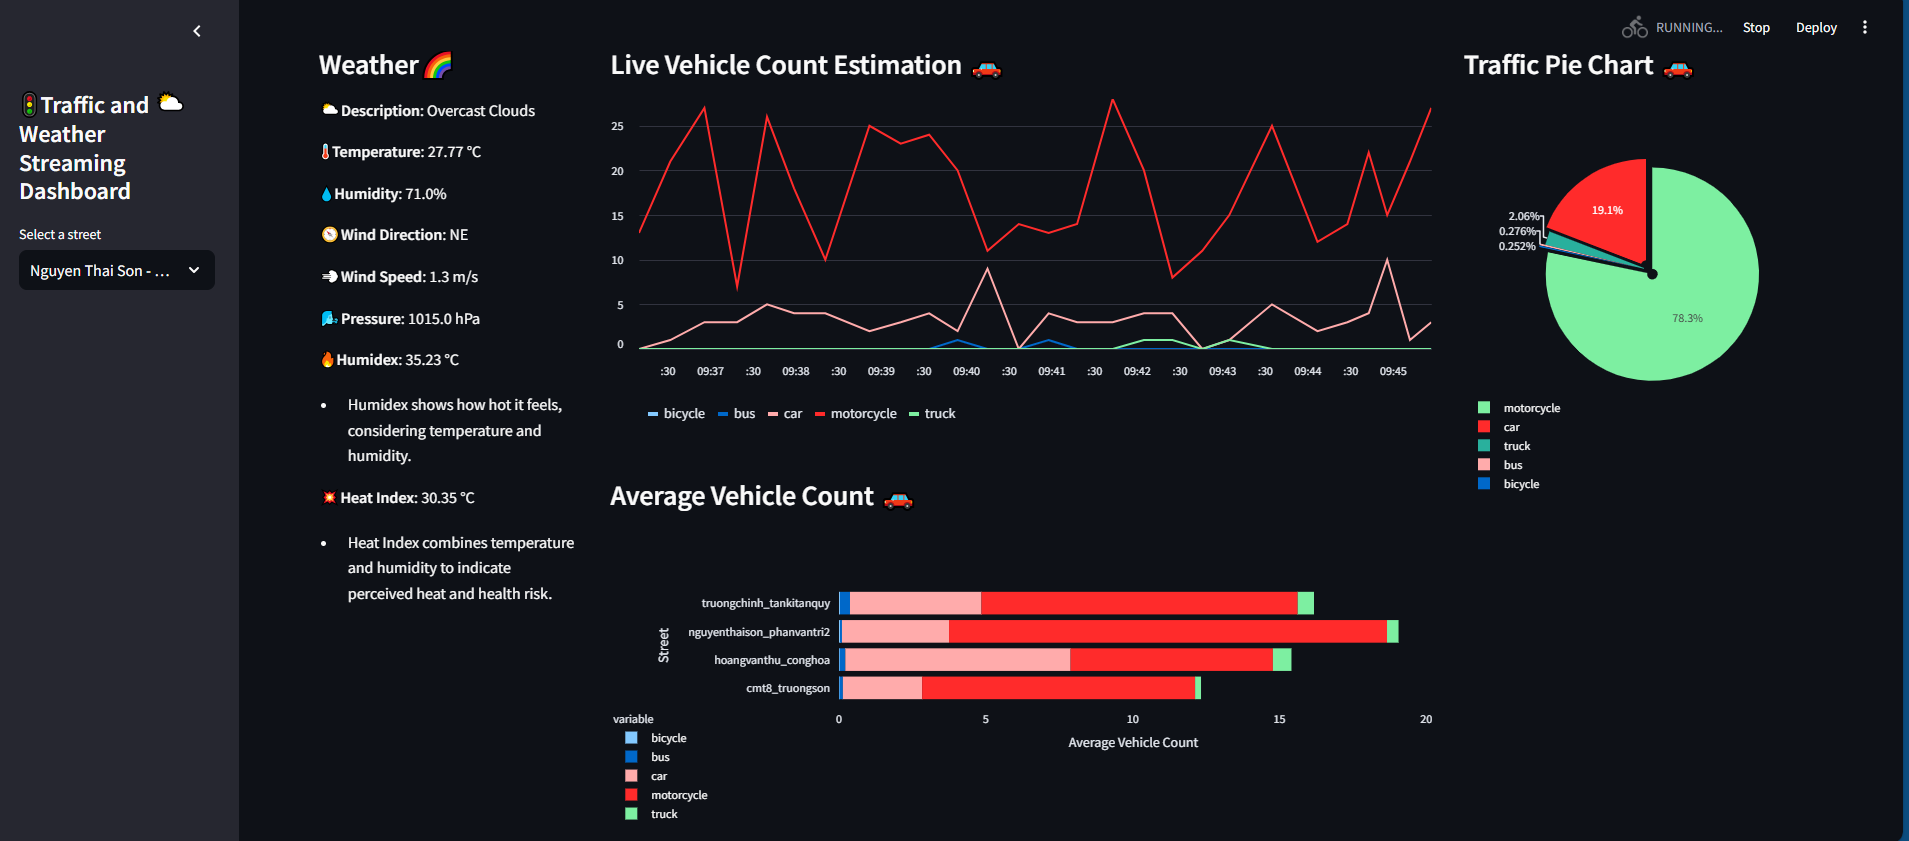 RUNNING...
Stop
Deploy
Traffic and
Weather
Streaming
Dashboard
Select a street
Nguyen Thai Son - ...
Weather
Description: Overcast Clouds
Temperature: 27.77 °C
Humidity: 71.0%
Wind Direction: NE
Wind Speed: 1.3 m/s
Pressure: 1015.0 hPa
Humidex: 35.23 °C
Humidex shows how hot it feels,
considering temperature and
humidity.
Heat Index: 30.35 °C
Heat Index combines temperature
and humidity to indicate
perceived heat and health risk.
Live Vehicle Count Estimation
25
20
15
10
5
0
:30 09:37 :30 09:38 :30 09:39 :30 09:40 :30 09:41 :30 09:42 :30 09:43 :30 09:44 :30 09:45
bicycle bus car motorcycle truck
Average Vehicle Count
Street
truongchinh_tankitanquy
nguyenthaison_phanvantri2
hoangvanthu_conghoa
cmt8_truongson
0 5 10 15 20
Average Vehicle Count
variable
bicycle
bus
car
motorcycle
truck
Traffic Pie Chart
19.1%
2.06%
0.276%
0.252%
78.3%
motorcycle
car
truck
bus
bicycle